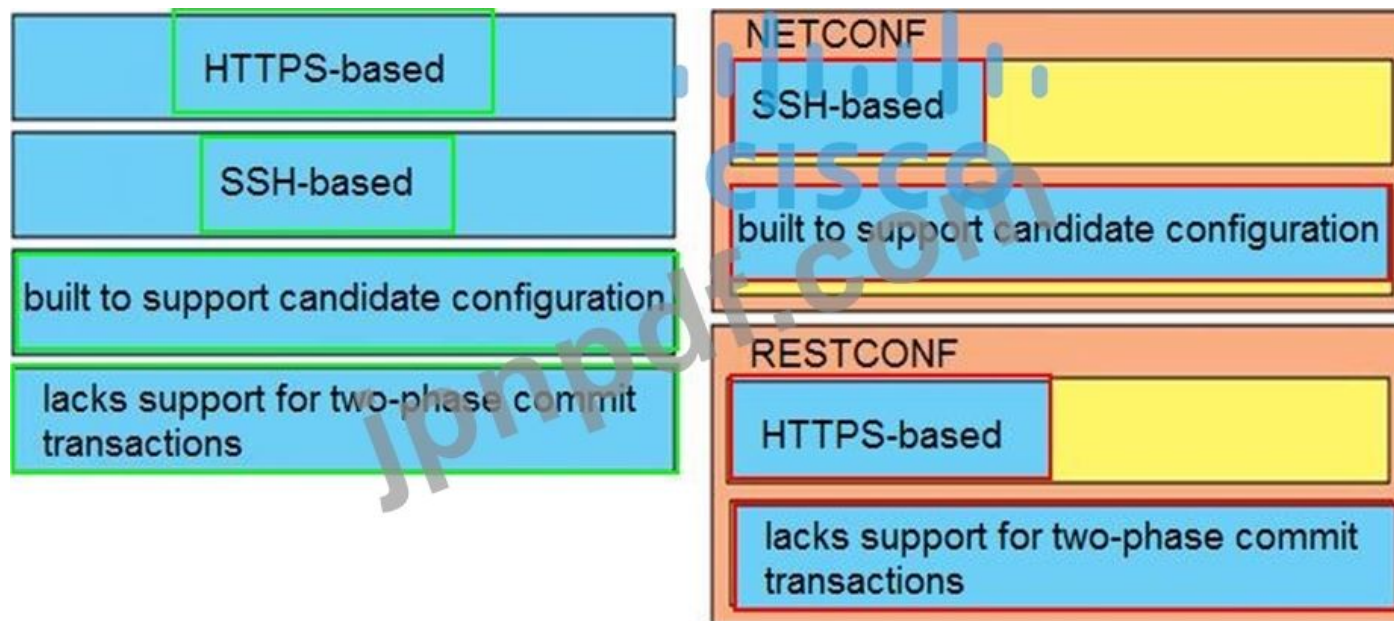 HTTPS-based
SSH-based
built to support candidate configuration
lacks support for two-phase commit
transactions
NETCONF
SSH-based
built to support candidate configuration
RESTCONF
HTTPS-based
lacks support for two-phase commit
transactions
CISCO
jpnpdf.com